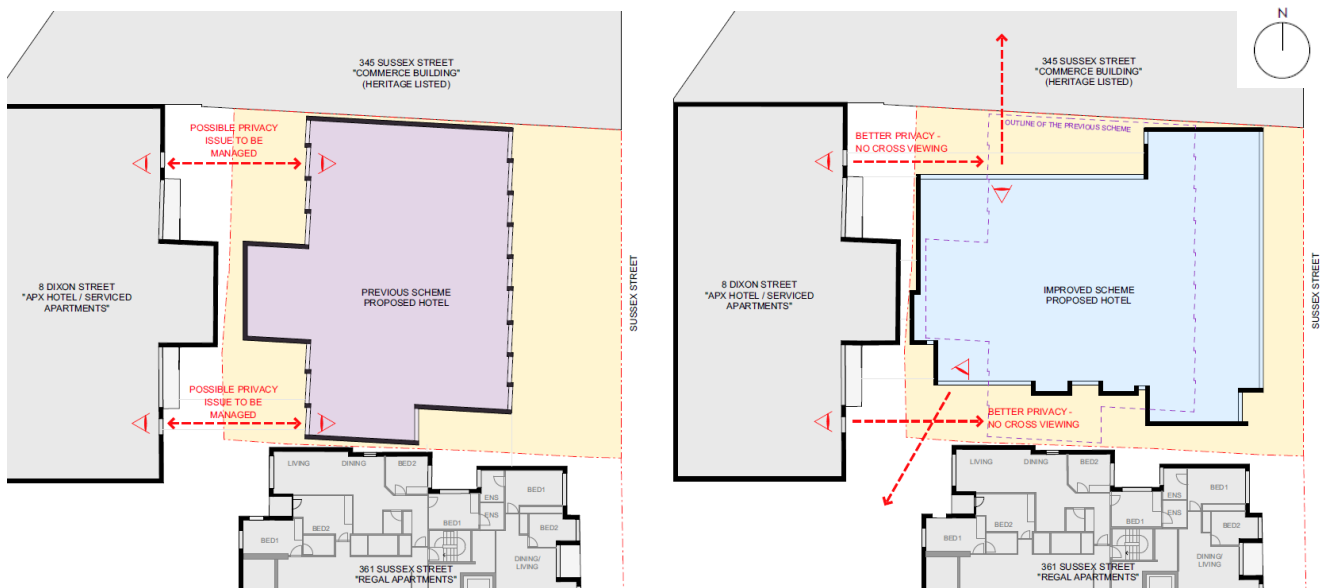 345 SUSSEX STREET
"COMMERCE BUILDING"
(HERITAGE LISTED)
POSSIBLE PRIVACY
ISSUE TO BE
MANAGED
8 DIXON STREET
"APX HOTEL / SERVICED
APARTMENTS"
PREVIOUS SCHEME
PROPOSED HOTEL
SUSSEX STREET
POSSIBLE PRIVACY
ISSUE TO BE
MANAGED
LIVING
DINING
BED2
BED1
ENS
ENS
BED1
BED2
BED2
BED1
DINING/
LIVING
361 SUSSEX STREET
"REGAL APARTMENTS"
N
345 SUSSEX STREET
"COMMERCE BUILDING"
(HERITAGE LISTED)
OUTLINE OF THE PREVIOUS SCHEME
BETTER PRIVACY -
NO CROSS VIEWING
8 DIXON STREET
"APX HOTEL / SERVICED
APARTMENTS"
IMPROVED SCHEME
PROPOSED HOTEL
SUSSEX STREET
BETTER PRIVACY -
NO CROSS VIEWING
LIVING
DINING
BED2
BED1
ENS
ENS
BED1
BED2
BED2
BED1
DINING/
LIVING
361 SUSSEX STREET
"REGAL APARTMENTS"